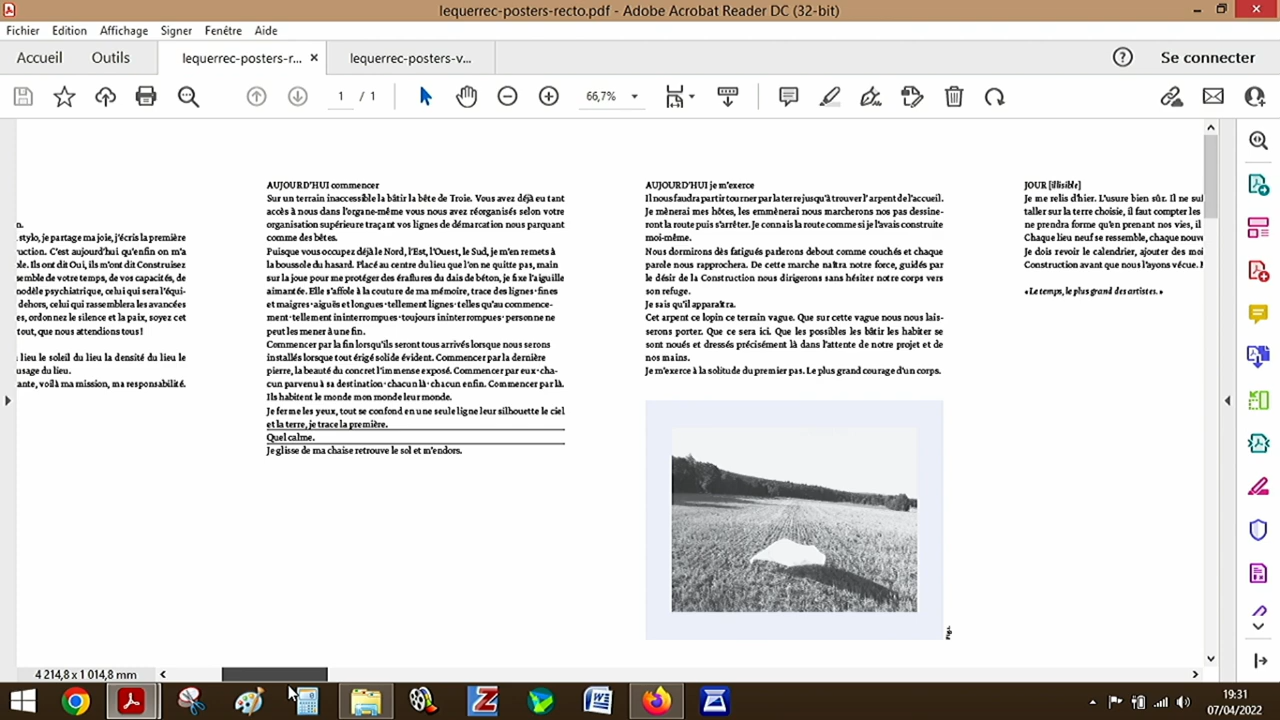 lequerrec-posters-recto.pdf - Adobe Acrobat Reader DC (32-bit)
Fichier Edition Affichage Signer Fenêtre Aide
Accueil Outils lequerrec-posters-r... × lequerrec-posters-v... Se connecter
1 / 1 66,7%
n.
stylo, je partage ma joie, j'écris la première
uction. C'est aujourd'hui qu'enfin on m'a
ble. Ils ont dit Oui, ils m'ont dit Construisez
semble de votre temps, de vos capacités, de
modèle psychiatrique, celui qui sera l'équi-
dehors, celui qui rassemblera les avancées
es, ordonnez le silence et la paix, soyez cet
tout, que nous attendions tous !
lieu le soleil du lieu la densité du lieu le
usage du lieu.
ante, voilà ma mission, ma responsabilité.
AUJOURD'HUI commencer
Sur un terrain inaccessible la bâtir la bête de Troie. Vous avez déjà eu tant
accès à nous dans l'organe-même vous nous avez réorganisés selon votre
organisation supérieure traçant vos lignes de démarcation nous parquant
comme des bêtes.
Puisque vous occupez déjà le Nord, l'Est, l'Ouest, le Sud, je m'en remets à
la boussole du hasard. Placé au centre du lieu que l'on ne quitte pas, main
sur la joue pour me protéger des éraflures du dais de béton, je fixe l'aiguille
aimantée. Elle s'affole à la couture de ma mémoire, trace des lignes · fines
et maigres · aiguës et longues · tellement lignes · telles qu'au commence-
ment · tellement ininterrompues · toujours ininterrompues · personne ne
peut les mener à une fin.
Commencer par la fin lorsqu'ils seront tous arrivés lorsque nous serons
installés lorsque tout érigé solide évident. Commencer par la dernière
pierre, la beauté du concret l'immense exposé. Commencer par eux · cha-
cun parvenu à sa destination · chacun là · chacun enfin. Commencer par là.
Ils habitent le monde mon monde leur monde.
Je ferme les yeux, tout se confond en une seule ligne leur silhouette le ciel
et la terre, je trace la première.
Quel calme.
Je glisse de ma chaise retrouve le sol et m'endors.
AUJOURD'HUI je m'exerce
Il nous faudra partir tourner par la terre jusqu'à trouver l' arpent de l'accueil.
Je mènerai mes hôtes, les emmènerai nous marcherons nos pas dessine-
ront la route puis s'arrêter. Je connais la route comme si je l'avais construite
moi-même.
Nous dormirons dès fatigués parlerons debout comme couchés et chaque
parole nous rapprochera. De cette marche naîtra notre force, guidés par
le désir de la Construction nous dirigerons sans hésiter notre corps vers
son refuge.
Je sais qu'il apparaîtra.
Cet arpent ce lopin ce terrain vague. Que sur cette vague nous nous lais-
serons porter. Que ce sera ici. Que les possibles les bâtir les habiter se
sont noués et dressés précisément là dans l'attente de notre projet et de
nos mains.
Je m'exerce à la solitude du premier pas. Le plus grand courage d'un corps.
JOUR [illisible]
Je me relis d'hier. L'usure bien sûr. Il ne su
taller sur la terre choisie, il faut compter les
ne prendra forme qu'en prenant nos vies, il
Chaque lieu neuf se ressemble, chaque nouve
Je dois revoir le calendrier, ajouter des mo
Construction avant que nous l'ayons vécue.
« Le temps, le plus grand des artistes. »
4 214,8 x 1 014,8 mm
19:31
07/04/2022